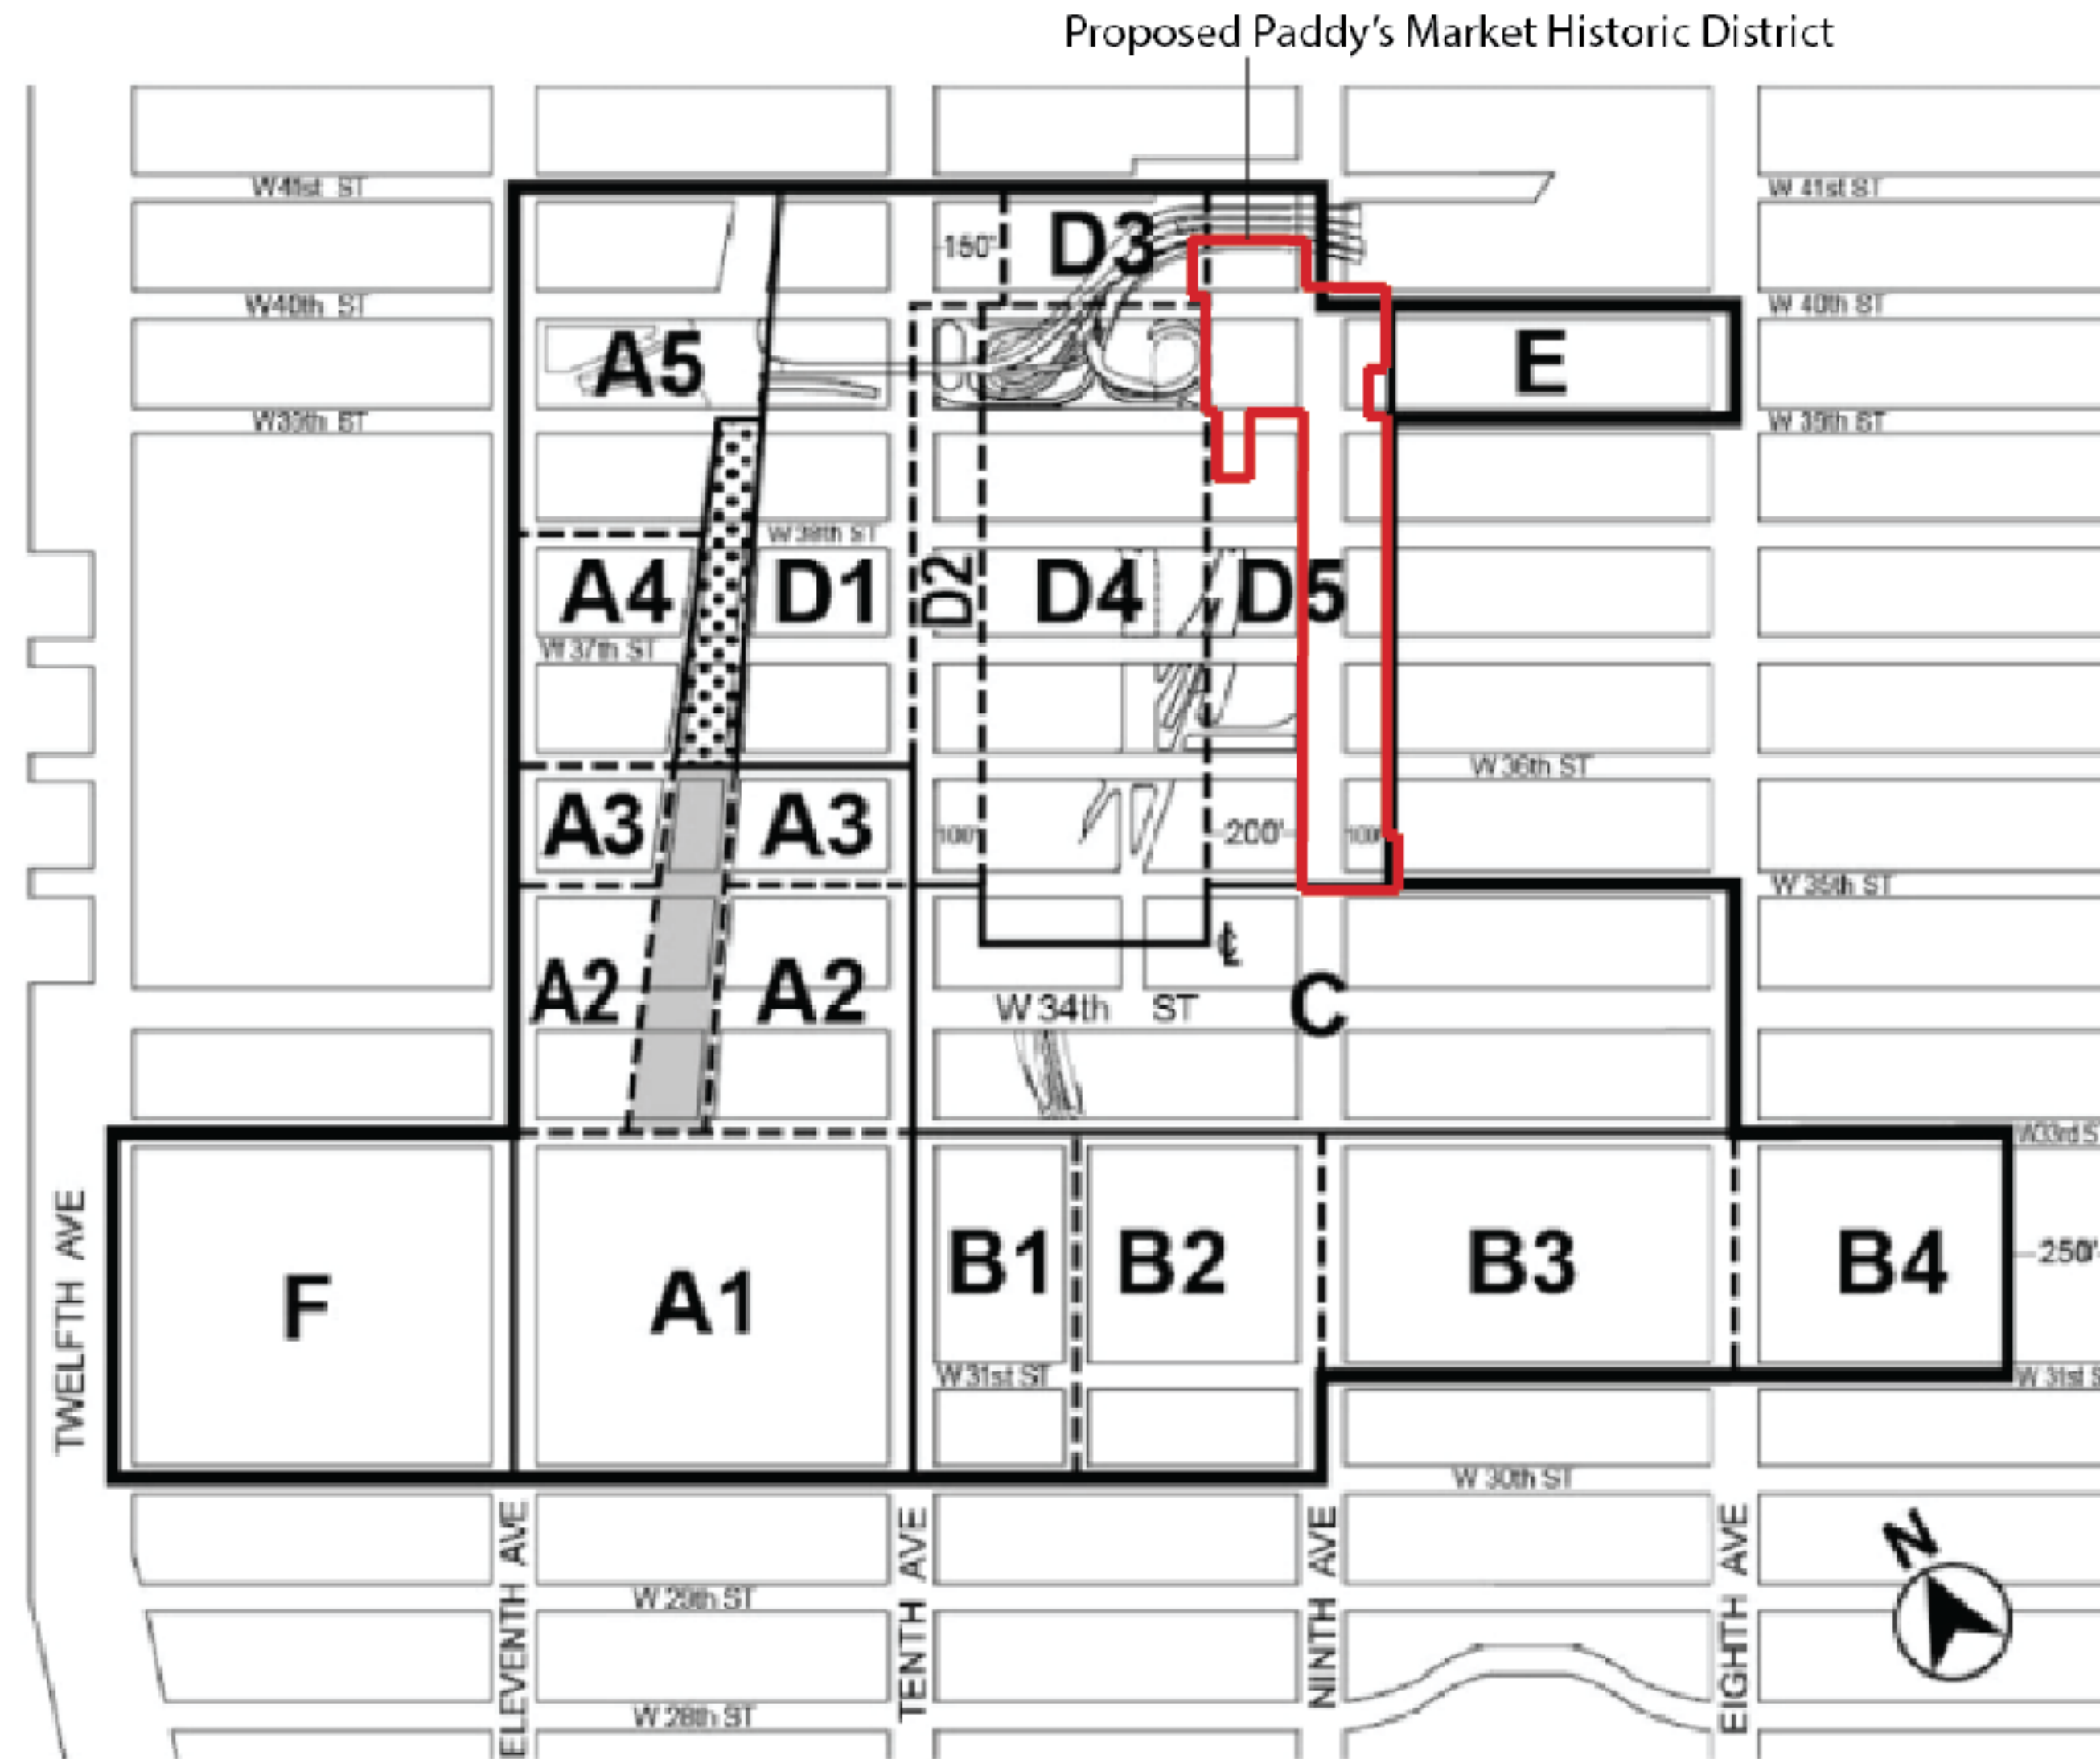 Proposed Paddy's Market Historic District
W 41st ST
W 41st ST
150'
D3
W 40th ST
W 40th ST
A5
E
W 39th ST
W 39th ST
W 38th ST
A4
D1
D2
D4
D5
W 37th ST
W 36th ST
A3
A3
100'
200'
100'
W 35th ST
℄
A2
A2
W 34th ST
C
W 33rd S
F
A1
B1
B2
B3
B4
250'
W 31st ST
W 31st S
W 30th ST
TWELFTH AVE
ELEVENTH AVE
TENTH AVE
NINTH AVE
EIGHTH AVE
N
W 29th ST
W 28th ST